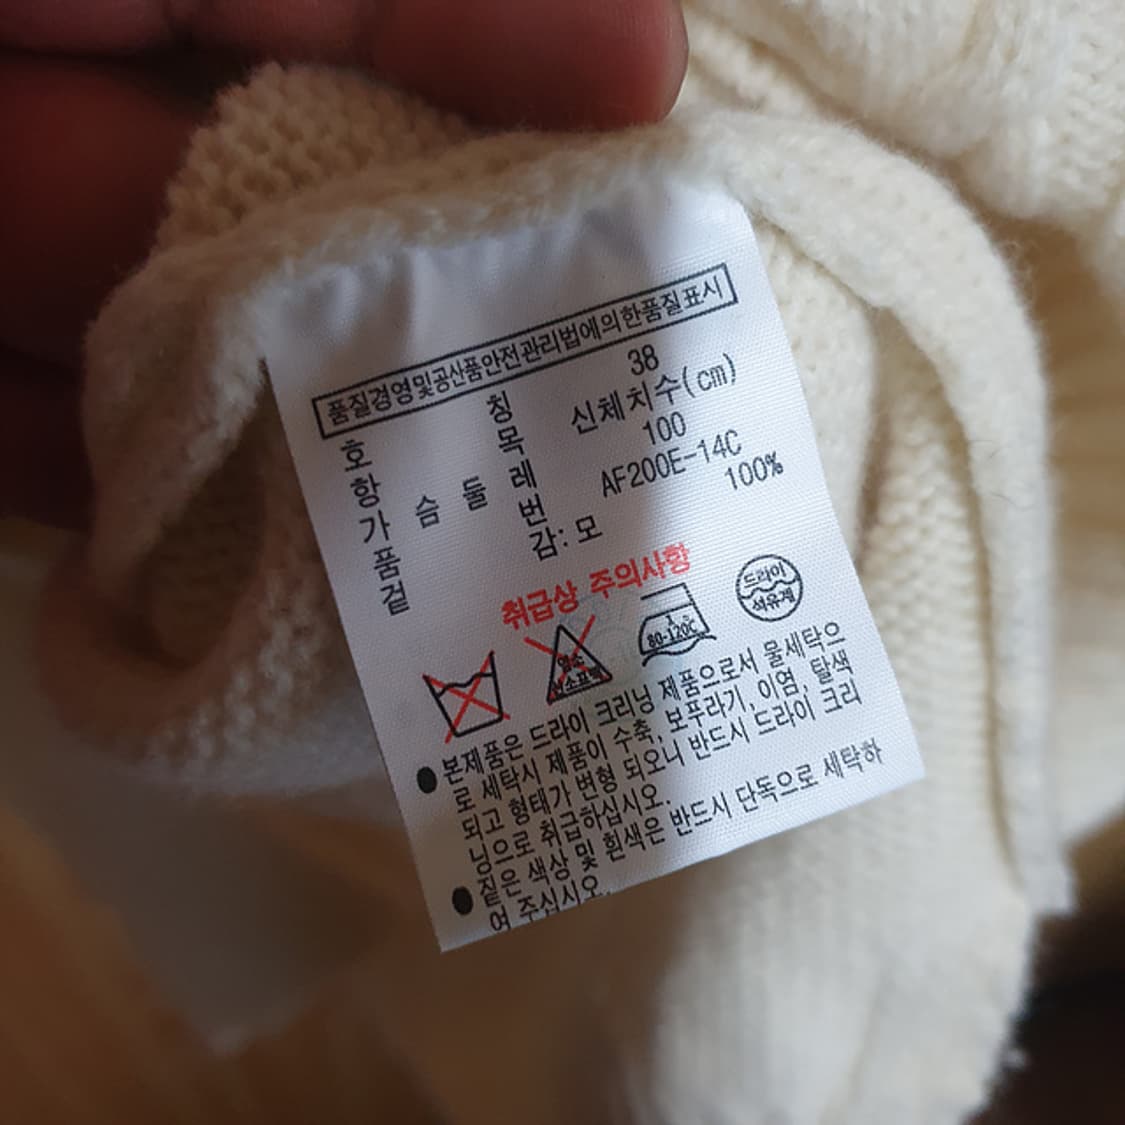 품질경영및공산품안전관리법에의한품질표시
호 칭 38
항 목 신체치수(cm)
가 슴 둘 레 100
품 번 AF200E-14C
겉 감: 모 100%
취급상 주의사항
80-120℃
드라이
석유계
● 본제품은 드라이 크리닝 제품으로서 물세탁으
로 세탁시 제품이 수축, 보푸라기, 이염, 탈색
되고 형태가 변형 되오니 반드시 드라이 크리
닝으로 취급하십시오.
● 짙은 색상 및 흰색은 반드시 단독으로 세탁하
여 주십시오.